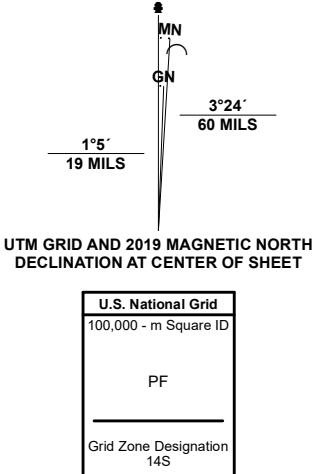 MN
GN
3°24´
60 MILS
1°5´
19 MILS
UTM GRID AND 2019 MAGNETIC NORTH
DECLINATION AT CENTER OF SHEET
U.S. National Grid
100,000 - m Square ID
PF
Grid Zone Designation
14S